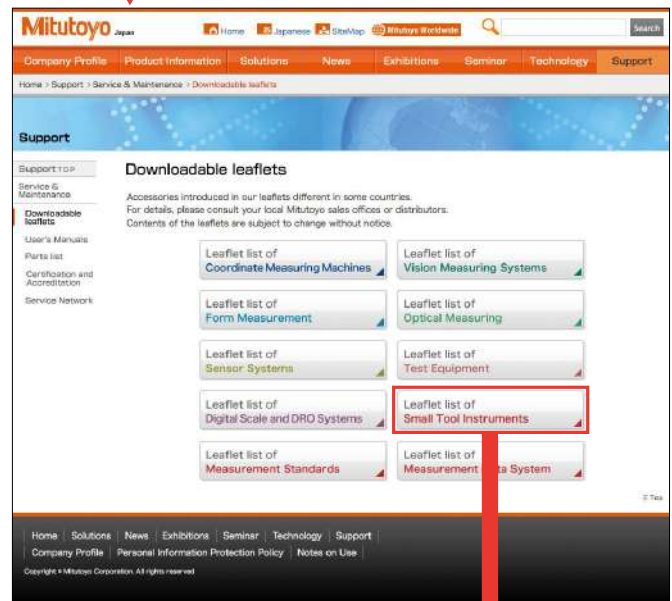 Mitutoyo Japan
Home Japanese SiteMap Mitutoyo Worldwide Search
Company Profile Product Information Solutions News Exhibitions Seminar Technology Support
Home > Support > Service & Maintenance > Downloadable leaflets
Support
Support TOP
Service & Maintenance
Downloadable leaflets
User's Manuals
Parts list
Certification and Accreditation
Service Network
Downloadable leaflets
Accessories introduced in our leaflets different in some countries.
For details, please consult your local Mitutoyo sales offices or distributors.
Contents of the leaflets are subject to change without notice.
Leaflet list of
Coordinate Measuring Machines
Leaflet list of
Vision Measuring Systems
Leaflet list of
Form Measurement
Leaflet list of
Optical Measuring
Leaflet list of
Sensor Systems
Leaflet list of
Test Equipment
Leaflet list of
Digital Scale and DRO Systems
Leaflet list of
Small Tool Instruments
Leaflet list of
Measurement Standards
Leaflet list of
Measurement System
Home Solutions News Exhibitions Seminar Technology Support
Company Profile Personal Information Protection Policy Notes on Use
Copyright © Mitutoyo Corporation. All rights reserved